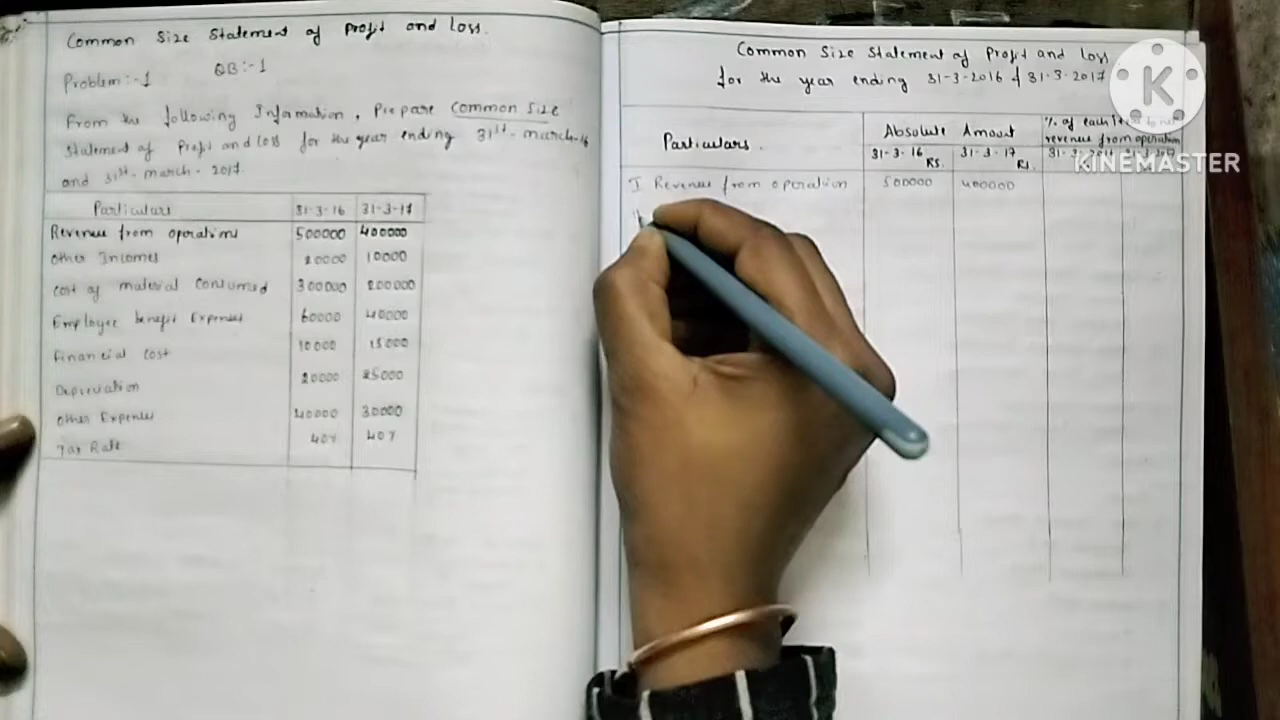 Common Size Statement of Profit and Loss.
Problem:-1 QB:-1
From the following Information, Prepare Common Size
Statement of Profit and Loss for the year ending 31st-march-16
and 31st-march-2017.
Particulars 31-3-16 31-3-17
Revenue from operations 500000 400000
Other Incomes 20000 10000
Cost of material Consumed 300000 200000
Employee benefit Expenses 60000 40000
Financial Cost 10000 15000
Depreciation 20000 25000
Other Expenses 40000 30000
Tax Rate 40% 40%
Common Size Statement of Profit and Loss
for the year ending 31-3-2016 & 31-3-2017
Particulars. Absolute Amount % of each
revenue from operation
31-3-16 Rs. 31-3-17 Rs.
I Revenue from operation 500000 400000
K
KINEMASTER